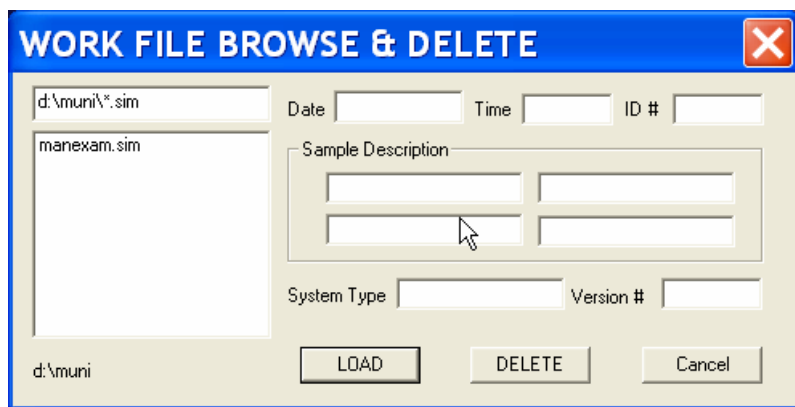 WORK FILE BROWSE & DELETE
d:\muni\*.sim
Date Time ID #
manexam.sim
Sample Description
System Type Version #
d:\muni
LOAD DELETE Cancel